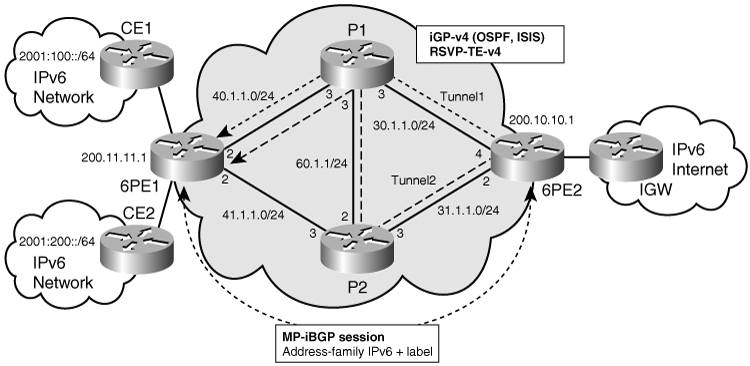 CE1
2001:100::/64
IPv6
Network
P1
iGP-v4 (OSPF, ISIS)
RSVP-TE-v4
40.1.1.0/24
3
3
3
Tunnel1
30.1.1.0/24
200.10.10.1
200.11.11.1
2
2
6PE1
60.1.1/24
4
2
6PE2
IPv6
Internet
IGW
Tunnel2
CE2
2001:200::/64
IPv6
Network
41.1.1.0/24
31.1.1.0/24
2
3
3
P2
MP-iBGP session
Address-family IPv6 + label